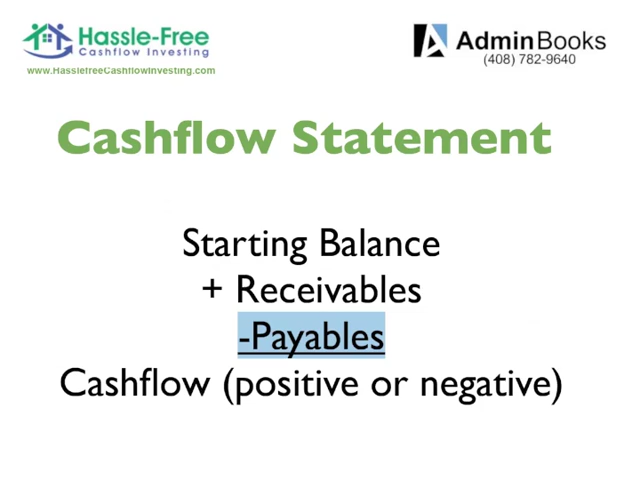 Hassle-Free
Cashflow Investing
www.HasslefreeCashflowInvesting.com
AdminBooks
(408) 782-9640
Cashflow Statement
Starting Balance
+ Receivables
-Payables
Cashflow (positive or negative)